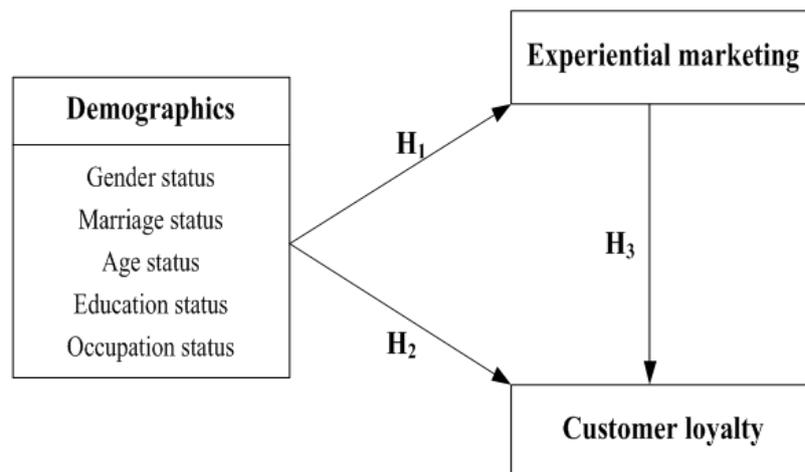 Experiential marketing
Demographics
Gender status
Marriage status
Age status
Education status
Occupation status
H₁
H₃
H₂
Customer loyalty